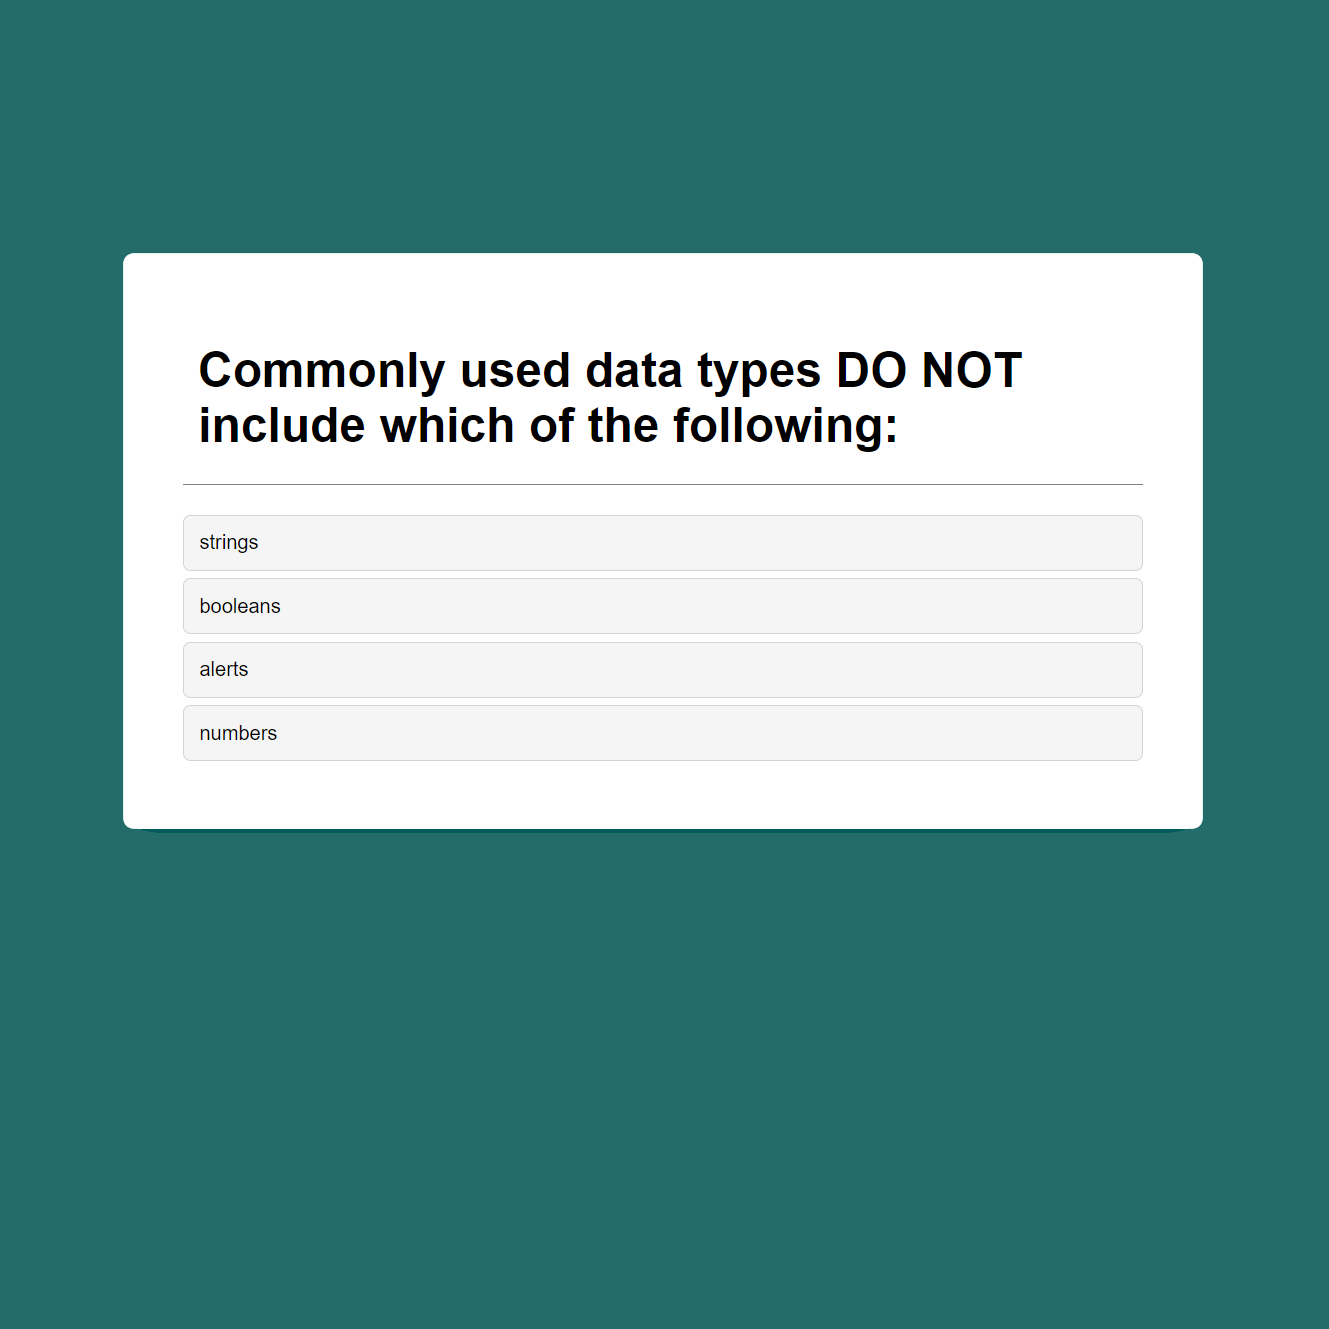 Commonly used data types DO NOT
include which of the following:
strings
booleans
alerts
numbers